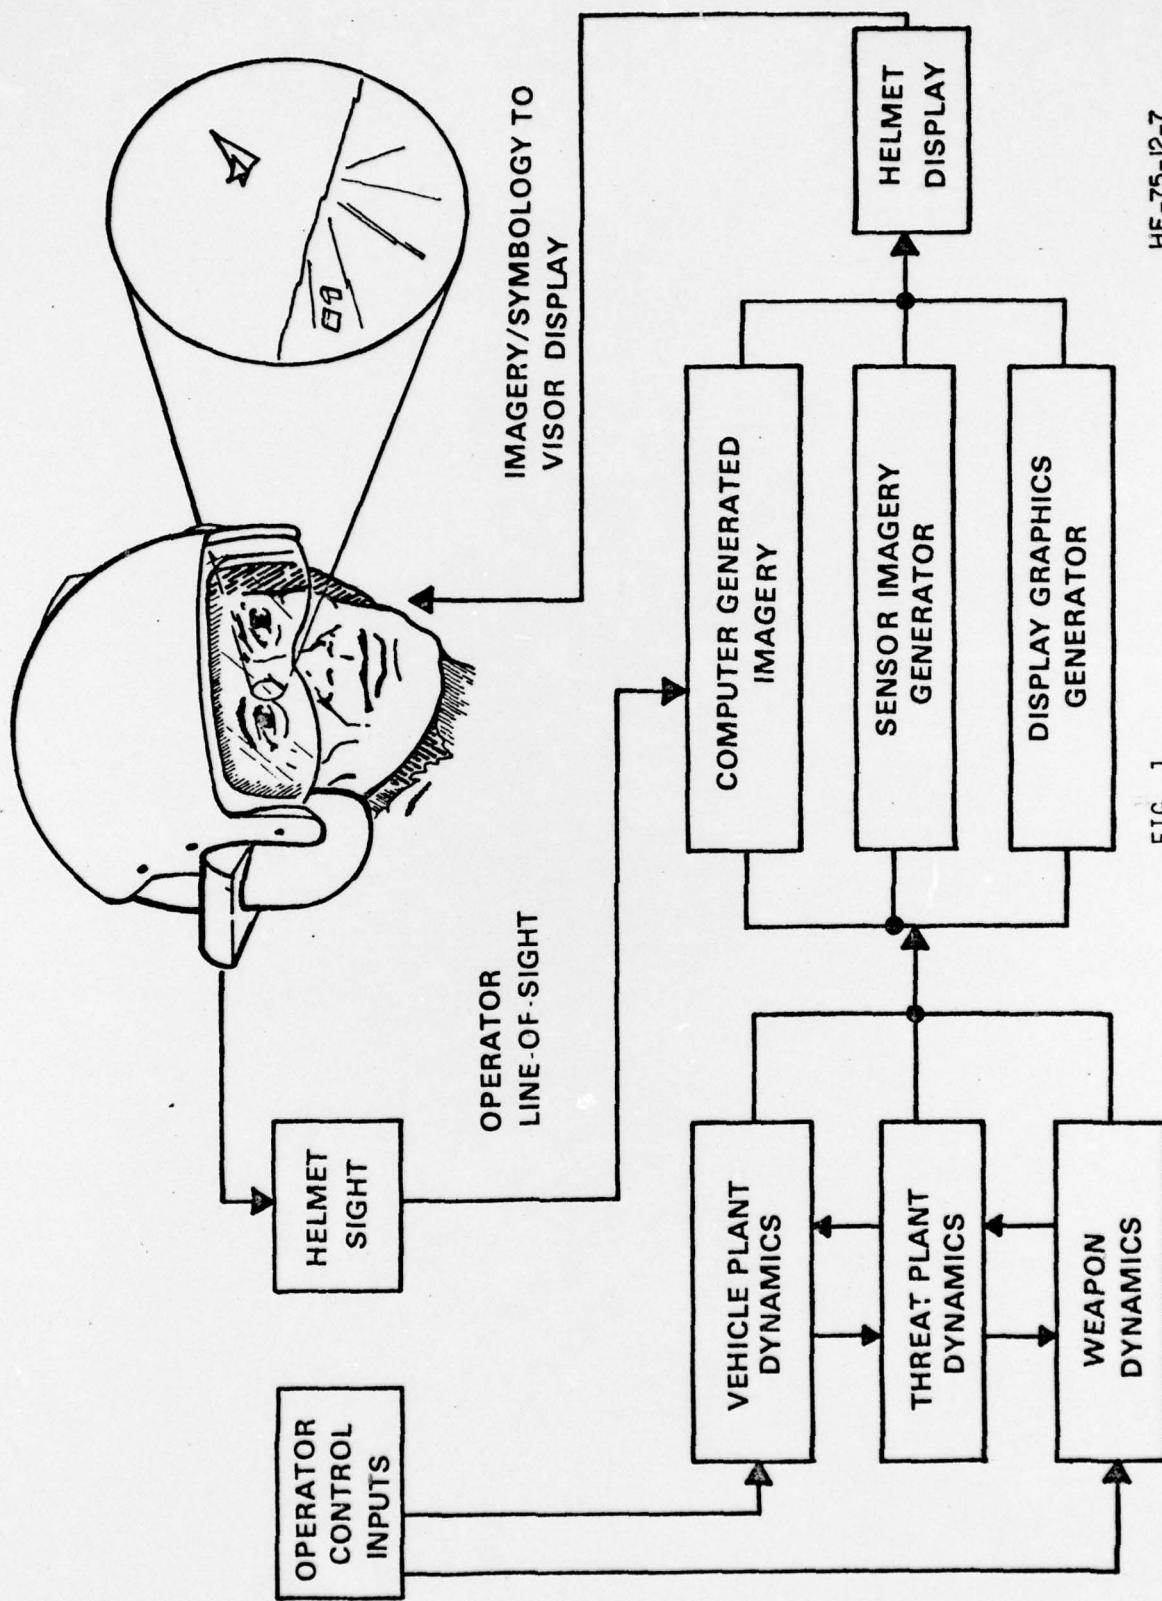 IMAGERY/SYMBOLOGY TO
VISOR DISPLAY
OPERATOR
LINE-OF-SIGHT
OPERATOR
CONTROL
INPUTS
HELMET
SIGHT
HELMET
DISPLAY
VEHICLE PLANT
DYNAMICS
THREAT PLANT
DYNAMICS
WEAPON
DYNAMICS
COMPUTER GENERATED
IMAGERY
SENSOR IMAGERY
GENERATOR
DISPLAY GRAPHICS
GENERATOR
FIG. 1
HE-75-12-7